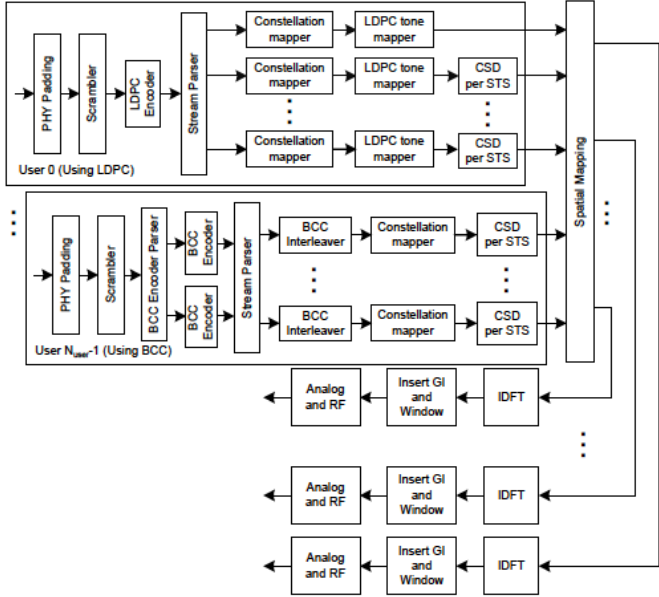 PHY Padding
Scrambler
LDPC
Encoder
Stream Parser
Constellation
mapper
LDPC tone
mapper
Constellation
mapper
LDPC tone
mapper
CSD
per STS
Constellation
mapper
LDPC tone
mapper
CSD
per STS
User 0 (Using LDPC)
Spatial Mapping
PHY Padding
Scrambler
BCC Encoder Parser
BCC
Encoder
BCC
Encoder
Stream Parser
BCC
Interleaver
Constellation
mapper
CSD
per STS
BCC
Interleaver
Constellation
mapper
CSD
per STS
User Nuser-1 (Using BCC)
Analog
and RF
Insert GI
and
Window
IDFT
Analog
and RF
Insert GI
and
Window
IDFT
Analog
and RF
Insert GI
and
Window
IDFT